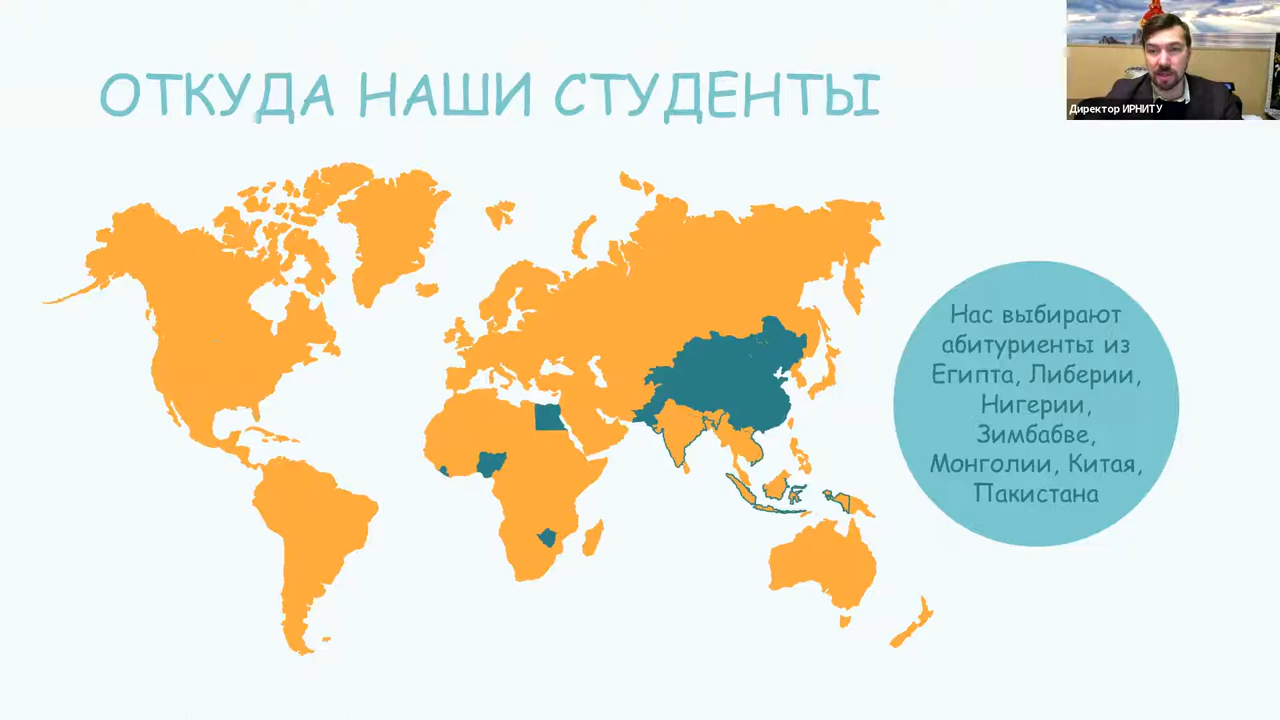 ОТКУДА НАШИ СТУДЕНТЫ
Директор ИРНИТУ
Нас выбирают
абитуриенты из
Египта, Либерии,
Нигерии,
Зимбабве,
Монголии, Китая,
Пакистана